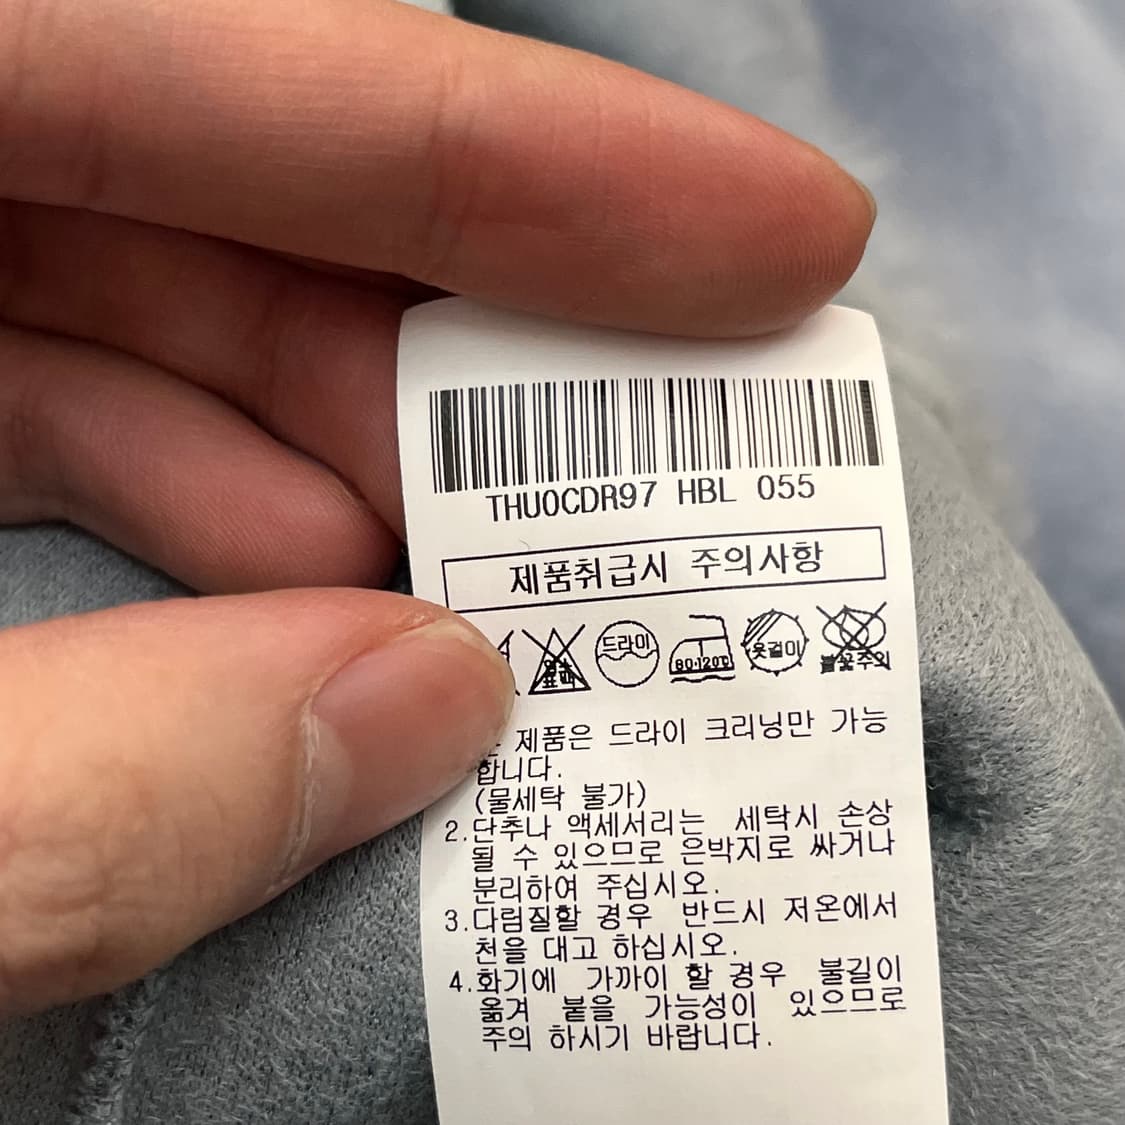 THU0CDR97 HBL 055
제품취급시 주의사항
드라이
80-120℃
옷걸이
불꽃주의
제품은 드라이 크리닝만 가능
합니다.
(물세탁 불가)
2.단추나 액세서리는 세탁시 손상
될 수 있으므로 은박지로 싸거나
분리하여 주십시오.
3.다림질할 경우 반드시 저온에서
천을 대고 하십시오.
4.화기에 가까이 할 경우 불길이
옮겨 붙을 가능성이 있으므로
주의 하시기 바랍니다.